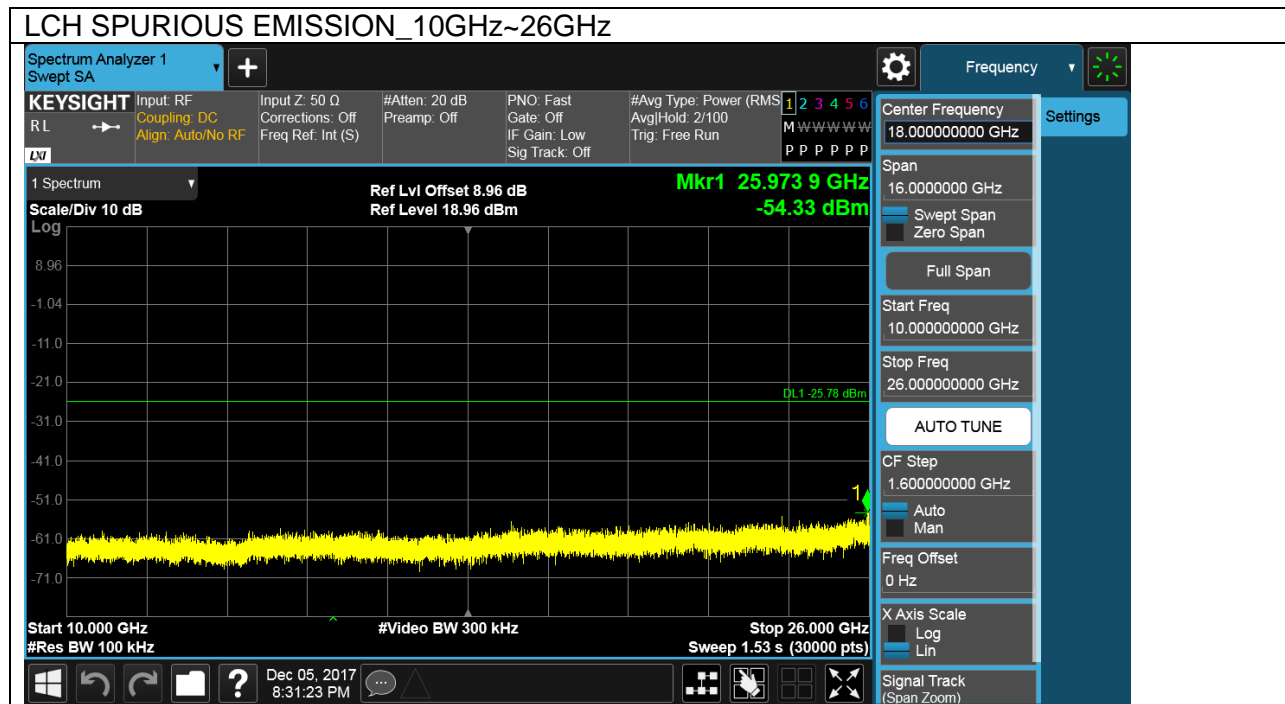 LCH SPURIOUS EMISSION_10GHz~26GHz
Spectrum Analyzer 1
Swept SA
+
Frequency
KEYSIGHT
RL
LXI
Input: RF
Coupling: DC
Align: Auto/No RF
Input Z: 50 Ω
Corrections: Off
Freq Ref: Int (S)
#Atten: 20 dB
Preamp: Off
PNO: Fast
Gate: Off
IF Gain: Low
Sig Track: Off
#Avg Type: Power (RMS
Avg|Hold: 2/100
Trig: Free Run
1 2 3 4 5 6
M W W W W W
P P P P P P
1 Spectrum
Scale/Div 10 dB
Log
Ref Lvl Offset 8.96 dB
Ref Level 18.96 dBm
Mkr1 25.973 9 GHz
-54.33 dBm
8.96
-1.04
-11.0
-21.0
-31.0
-41.0
-51.0
-61.0
-71.0
DL1 -25.78 dBm
1
Start 10.000 GHz
#Res BW 100 kHz
#Video BW 300 kHz
Stop 26.000 GHz
Sweep 1.53 s (30000 pts)
Center Frequency
18.000000000 GHz
Span
16.0000000 GHz
Swept Span
Zero Span
Full Span
Start Freq
10.000000000 GHz
Stop Freq
26.000000000 GHz
AUTO TUNE
CF Step
1.600000000 GHz
Auto
Man
Freq Offset
0 Hz
X Axis Scale
Log
Lin
Signal Track
(Span Zoom)
Settings
?
Dec 05, 2017
8:31:23 PM